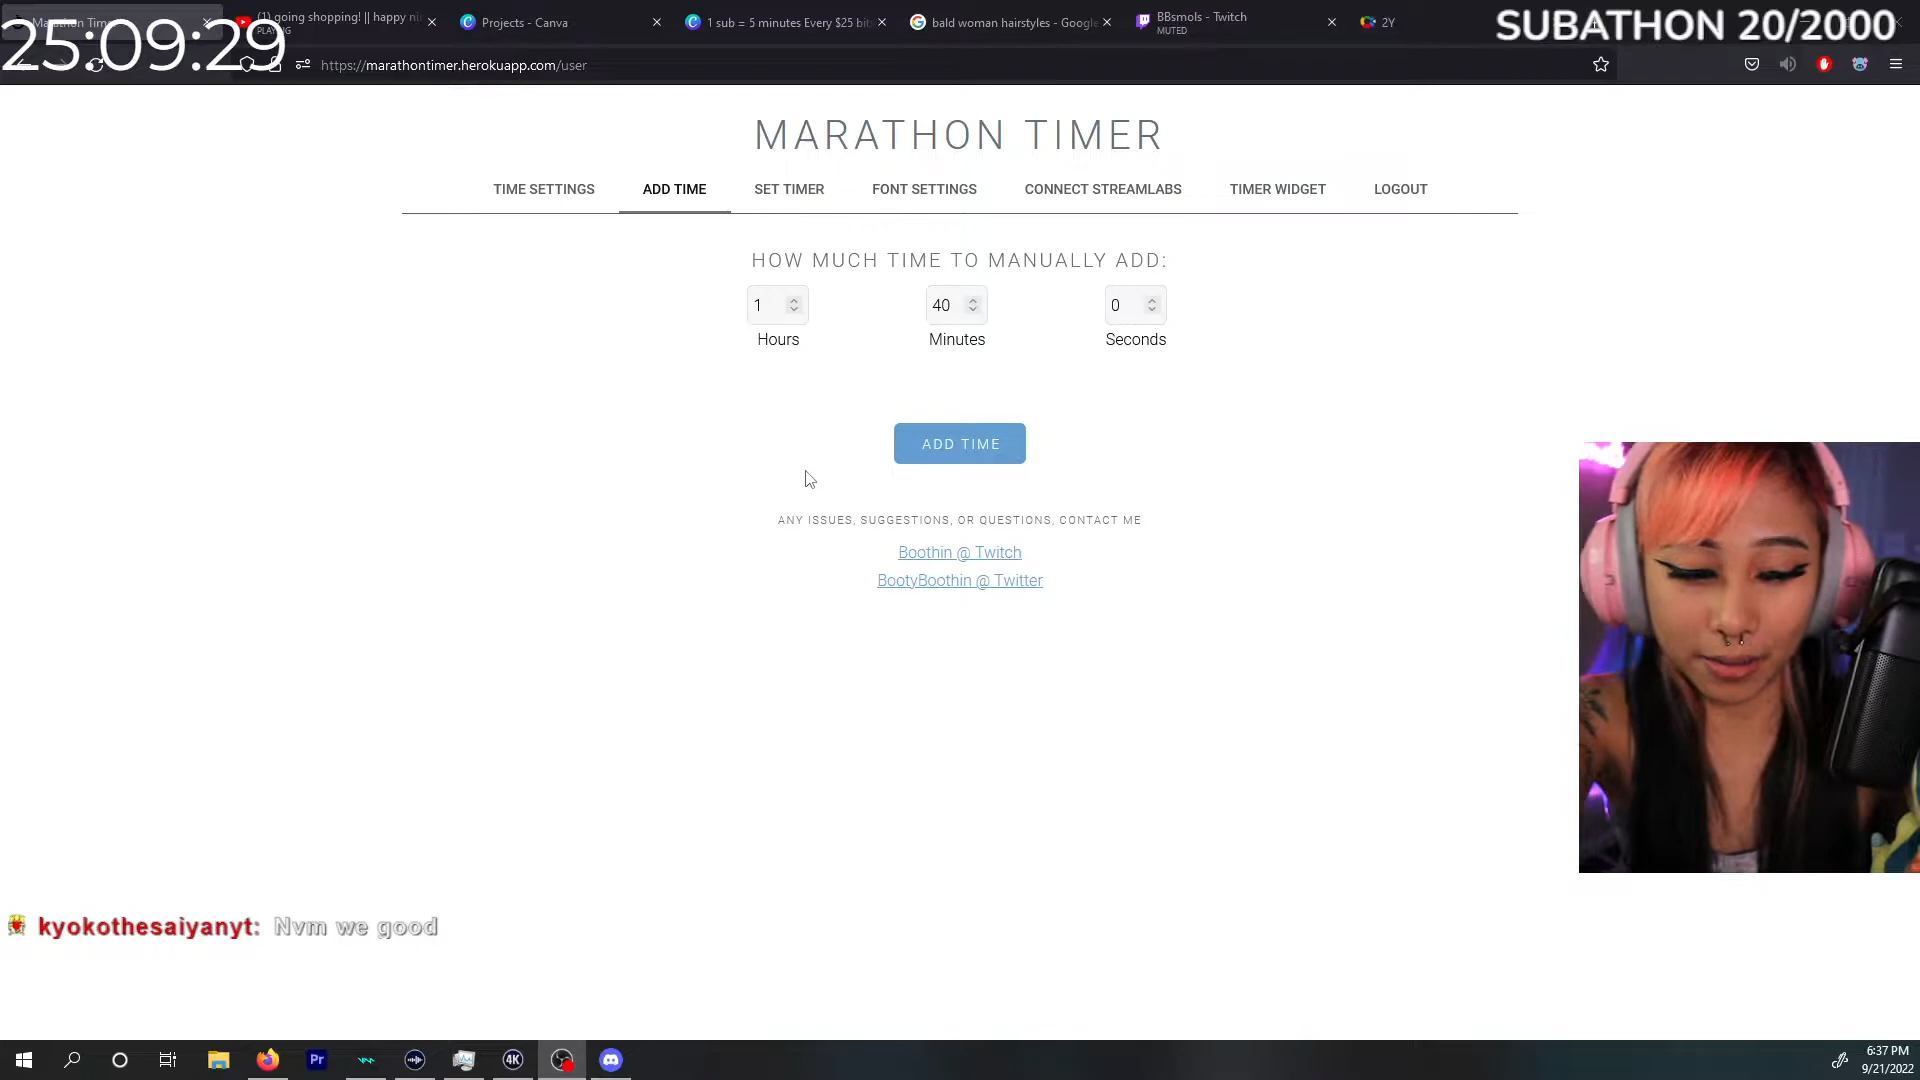 25:09:29
SUBATHON 20/2000
(1) going shopping! || happy ni
PLAYING
Projects - Canva
1 sub = 5 minutes Every $25 bit
bald woman hairstyles - Google
BBsmols - Twitch
MUTED
2Y
https://marathontimer.herokuapp.com/user
MARATHON TIMER
TIME SETTINGS
ADD TIME
SET TIMER
FONT SETTINGS
CONNECT STREAMLABS
TIMER WIDGET
LOGOUT
HOW MUCH TIME TO MANUALLY ADD:
1
40
0
Hours
Minutes
Seconds
ADD TIME
ANY ISSUES, SUGGESTIONS, OR QUESTIONS, CONTACT ME
Boothin @ Twitch
BootyBoothin @ Twitter
kyokothesaiyanyt: Nvm we good
Pr
4K
6:37 PM
9/21/2022